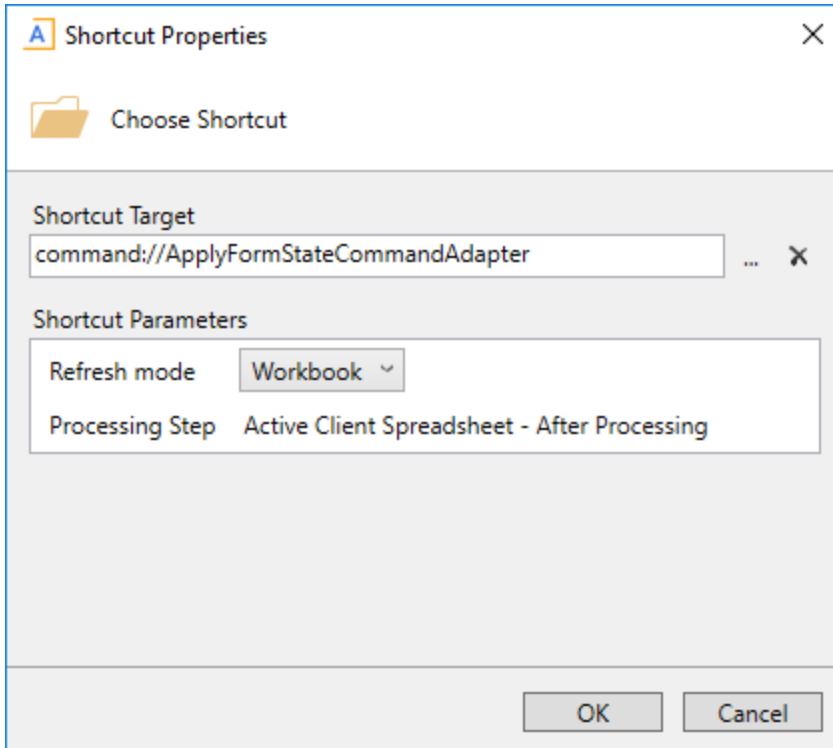 A Shortcut Properties
Choose Shortcut
Shortcut Target
command://ApplyFormStateCommandAdapter
...
Shortcut Parameters
Refresh mode Workbook
Processing Step Active Client Spreadsheet - After Processing
OK Cancel